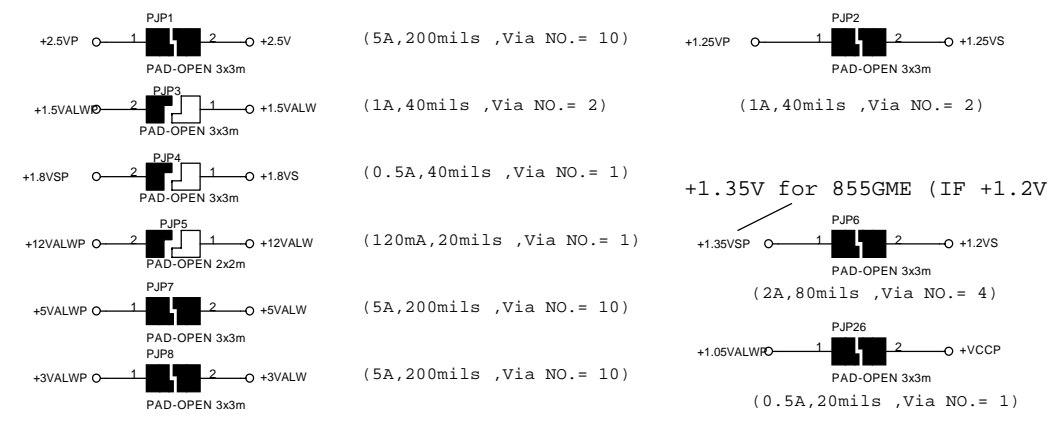 PJP1
+2.5VP 1 2 +2.5V (5A,200mils ,Via NO.= 10)
PAD-OPEN 3x3m
PJP2
+1.25VP 1 2 +1.25VS
PAD-OPEN 3x3m
(1A,40mils ,Via NO.= 2)
PJP3
+1.5VALWP 2 1 +1.5VALW (1A,40mils ,Via NO.= 2)
PAD-OPEN 3x3m
PJP4
+1.8VSP 2 1 +1.8VS (0.5A,40mils ,Via NO.= 1)
PAD-OPEN 3x3m
+1.35V for 855GME (IF +1.2V
PJP5
+12VALWP 2 1 +12VALW (120mA,20mils ,Via NO.= 1)
PAD-OPEN 2x2m
PJP6
+1.35VSP 1 2 +1.2VS
PAD-OPEN 3x3m
(2A,80mils ,Via NO.= 4)
PJP7
+5VALWP 1 2 +5VALW (5A,200mils ,Via NO.= 10)
PAD-OPEN 3x3m
PJP8
+3VALWP 1 2 +3VALW (5A,200mils ,Via NO.= 10)
PAD-OPEN 3x3m
PJP26
+1.05VALWP 1 2 +VCCP
PAD-OPEN 3x3m
(0.5A,20mils ,Via NO.= 1)